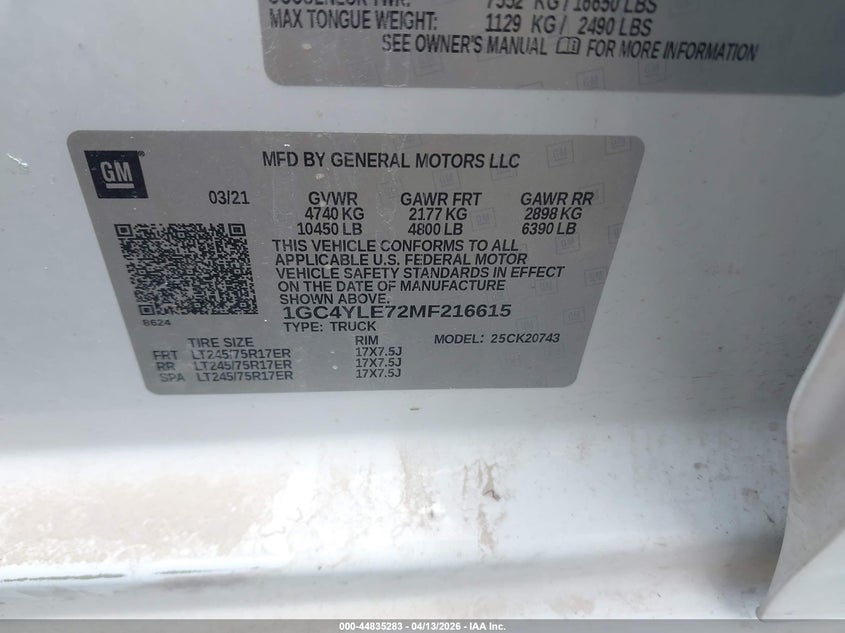 7552 KG / 16650 LBS
MAX TONGUE WEIGHT: 1129 KG / 2490 LBS
SEE OWNER'S MANUAL FOR MORE INFORMATION
GM
MFD BY GENERAL MOTORS LLC
03/21 GVWR GAWR FRT GAWR RR
4740 KG 2177 KG 2898 KG
10450 LB 4800 LB 6390 LB
THIS VEHICLE CONFORMS TO ALL
APPLICABLE U.S. FEDERAL MOTOR
VEHICLE SAFETY STANDARDS IN EFFECT
ON THE DATE OF MANUFACTURE
SHOWN ABOVE.
8624
1GC4YLE72MF216615
TYPE: TRUCK
TIRE SIZE RIM MODEL: 25CK20743
FRT LT245/75R17ER 17X7.5J
RR LT245/75R17ER 17X7.5J
SPA LT245/75R17ER 17X7.5J
000-44835283 - 04/13/2026 - IAA Inc.